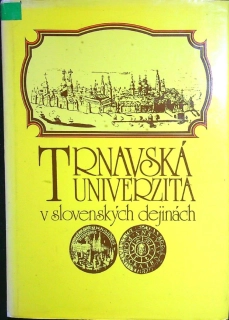 TRNAVSKÁ
UNIVERZITA
v slovenských dejinách